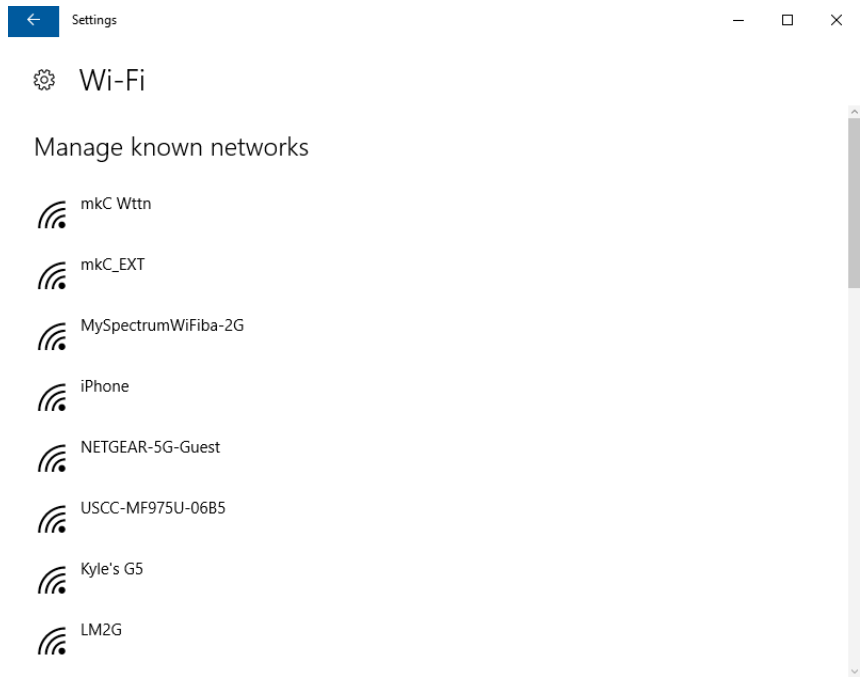 Settings
Wi-Fi
Manage known networks
mkC Wttn
mkC_EXT
MySpectrumWiFiba-2G
iPhone
NETGEAR-5G-Guest
USCC-MF975U-06B5
Kyle's G5
LM2G